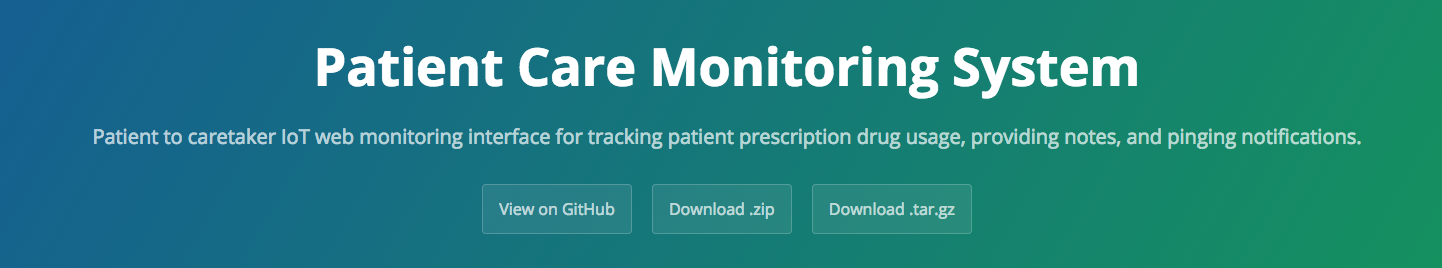 Patient Care Monitoring System
Patient to caretaker IoT web monitoring interface for tracking patient prescription drug usage, providing notes, and pinging notifications.
View on GitHub
Download .zip
Download .tar.gz